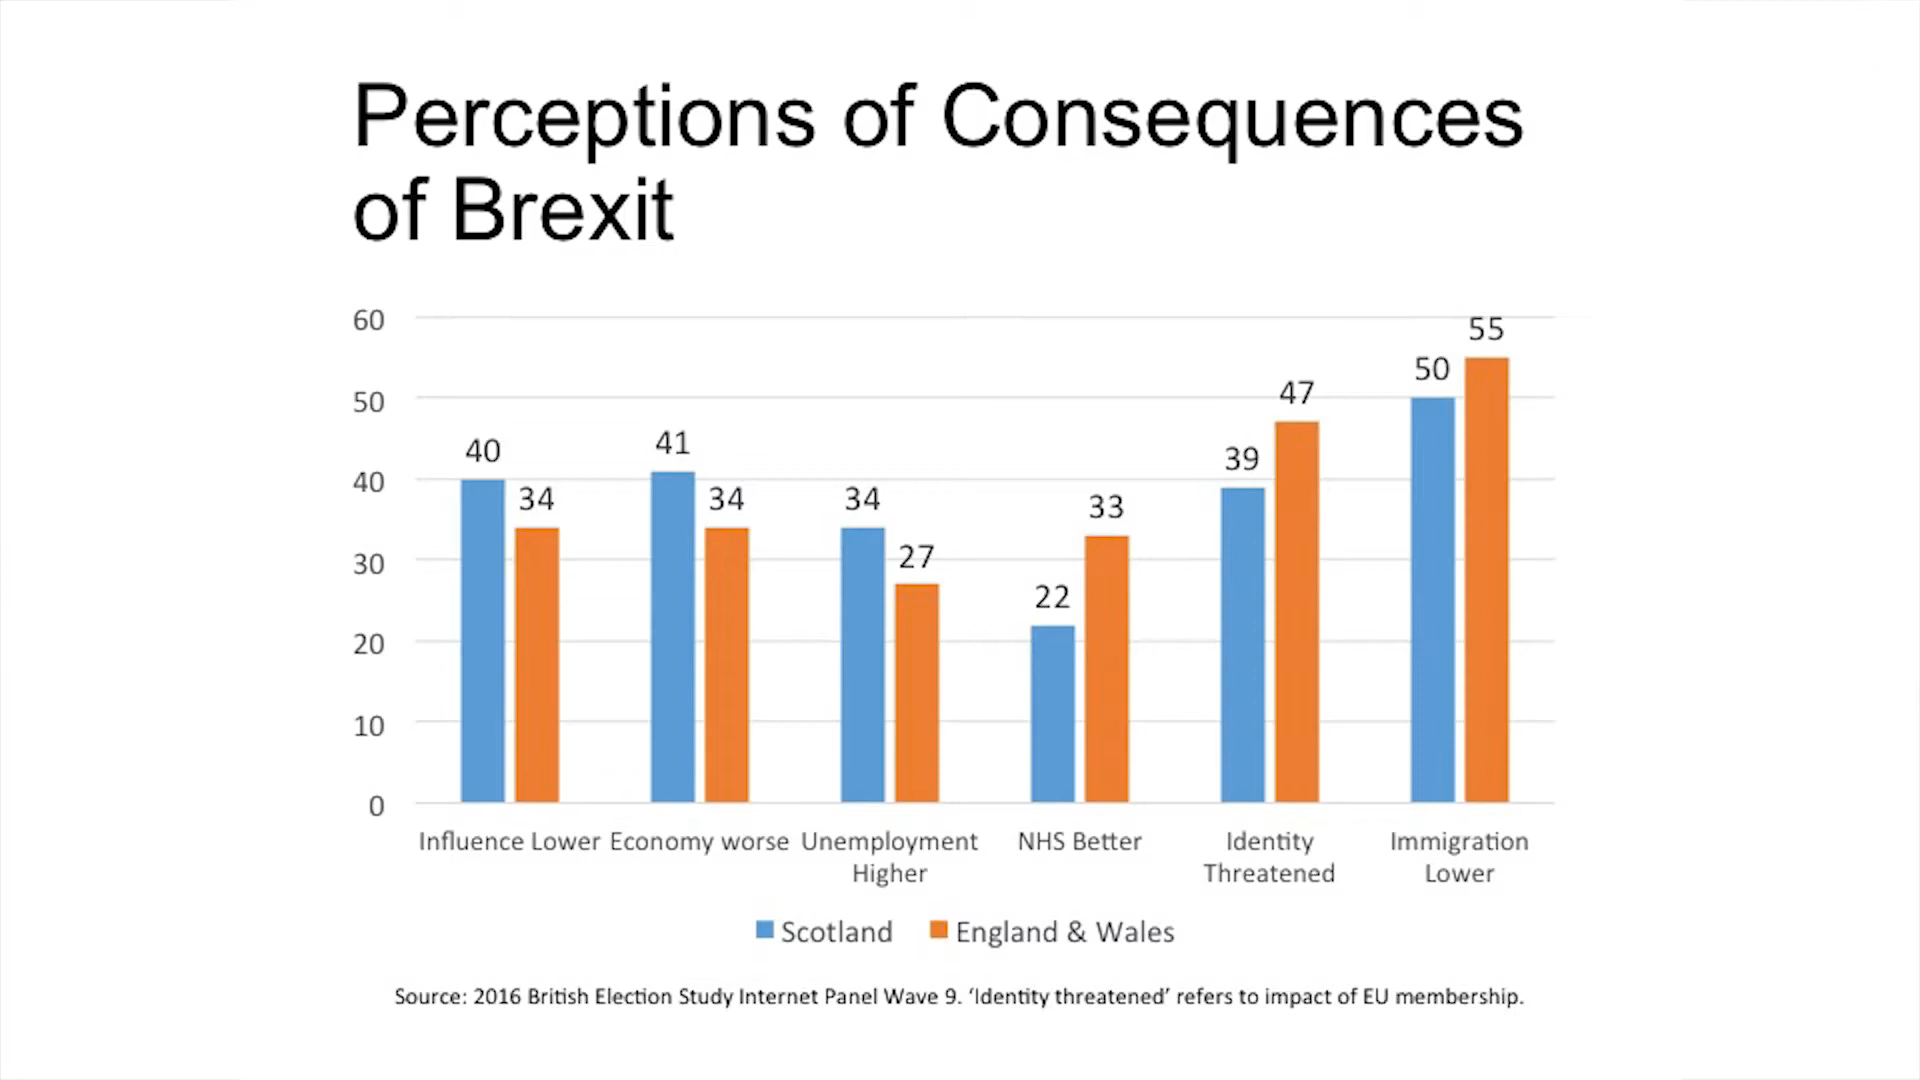 Perceptions of Consequences
of Brexit
60
50
40
30
20
10
0
40
34
41
34
34
27
22
33
39
47
50
55
Influence Lower
Economy worse
Unemployment
Higher
NHS Better
Identity
Threatened
Immigration
Lower
Scotland
England & Wales
Source: 2016 British Election Study Internet Panel Wave 9. ‘Identity threatened’ refers to impact of EU membership.